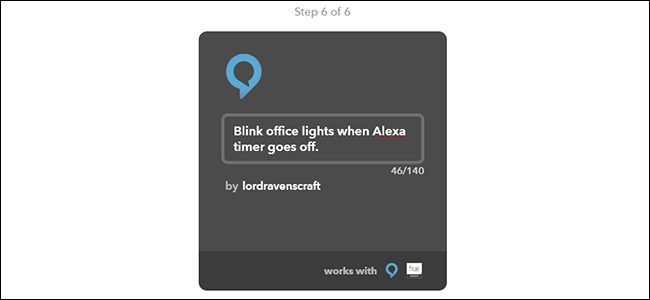 Step 6 of 6
Blink office lights when Alexa
timer goes off.
46/140
by lordravenscraft
works with
hue